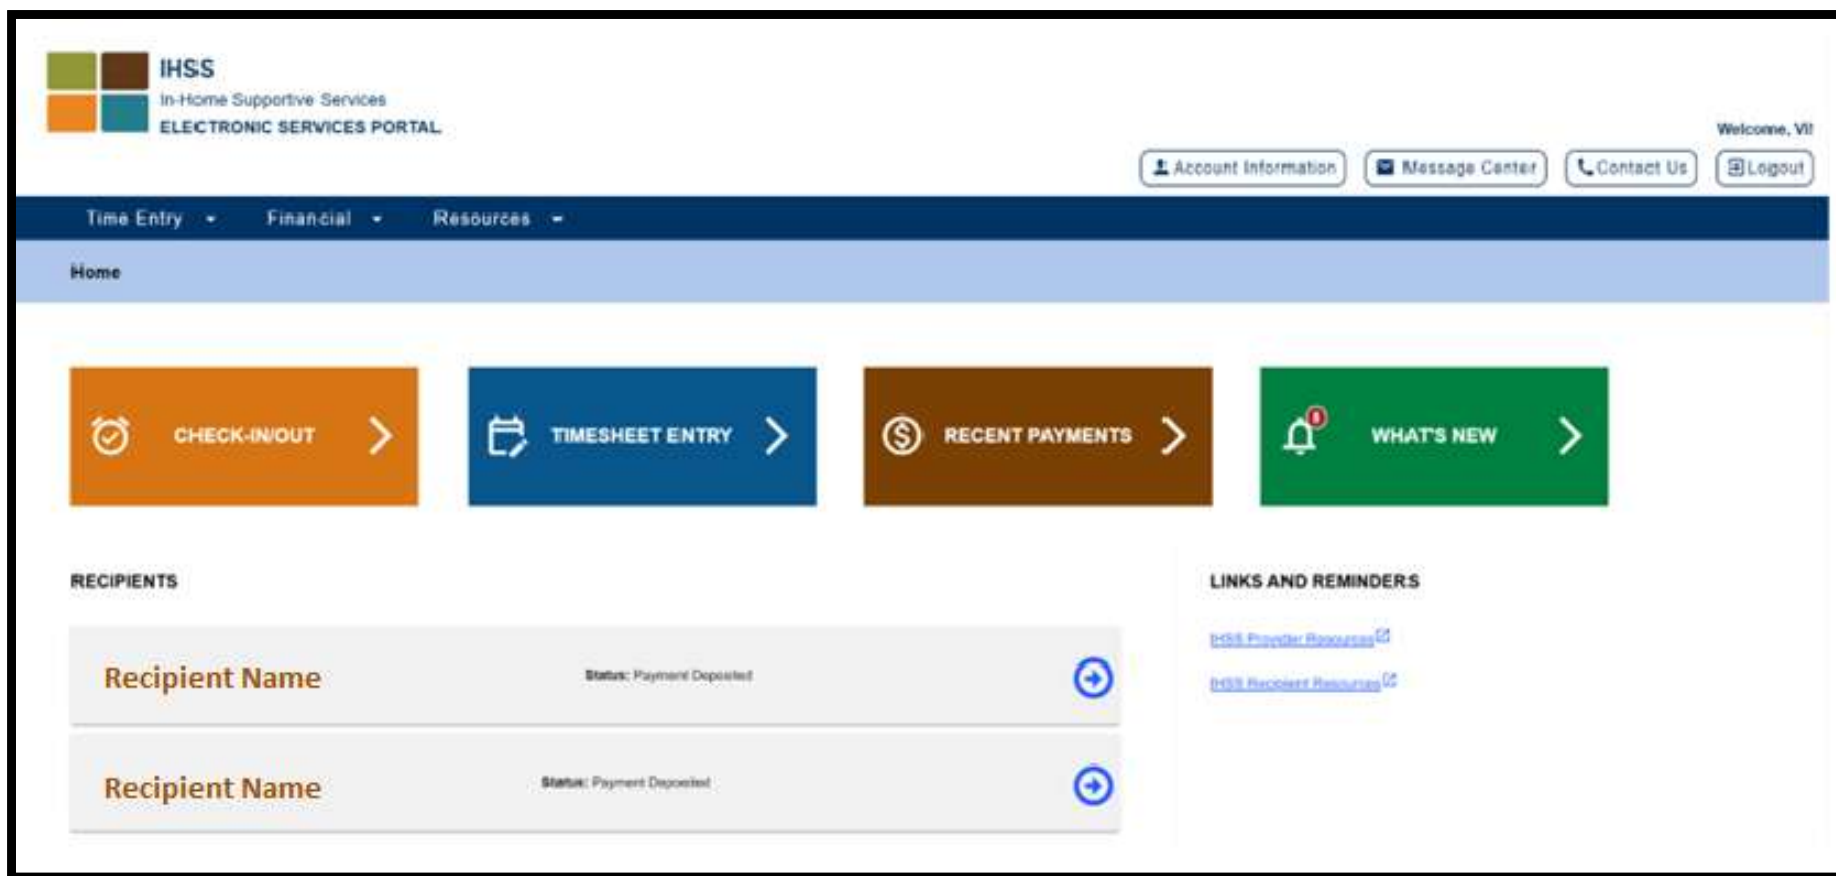 IHSS
In-Home Supportive Services
ELECTRONIC SERVICES PORTAL
Welcome, VI!
Account Information
Message Center
Contact Us
Logout
Time Entry
Financial
Resources
Home
CHECK-IN/OUT
TIMESHEET ENTRY
RECENT PAYMENTS
WHAT'S NEW
RECIPIENTS
LINKS AND REMINDERS
Recipient Name
Status: Payment Deposited
IHSS Provider Resources
IHSS Recipient Resources
Recipient Name
Status: Payment Deposited